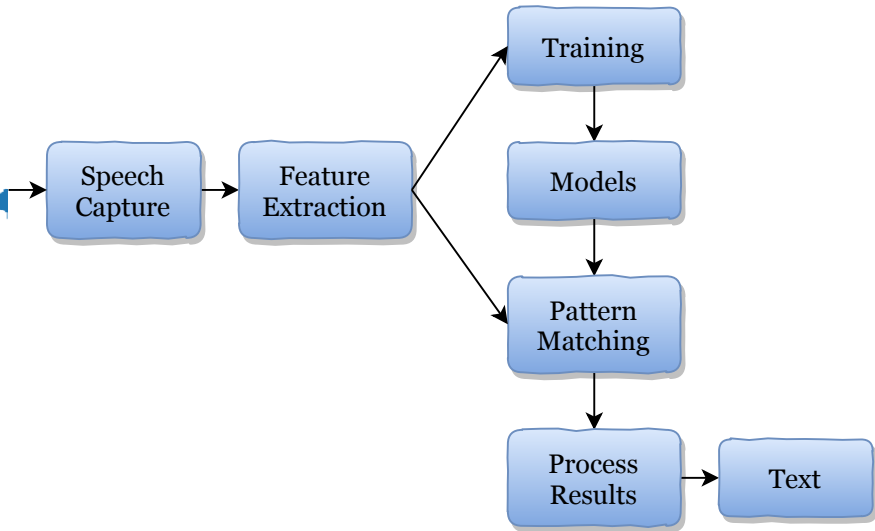 Training
Speech
Capture
Feature
Extraction
Models
Pattern
Matching
Process
Results
Text